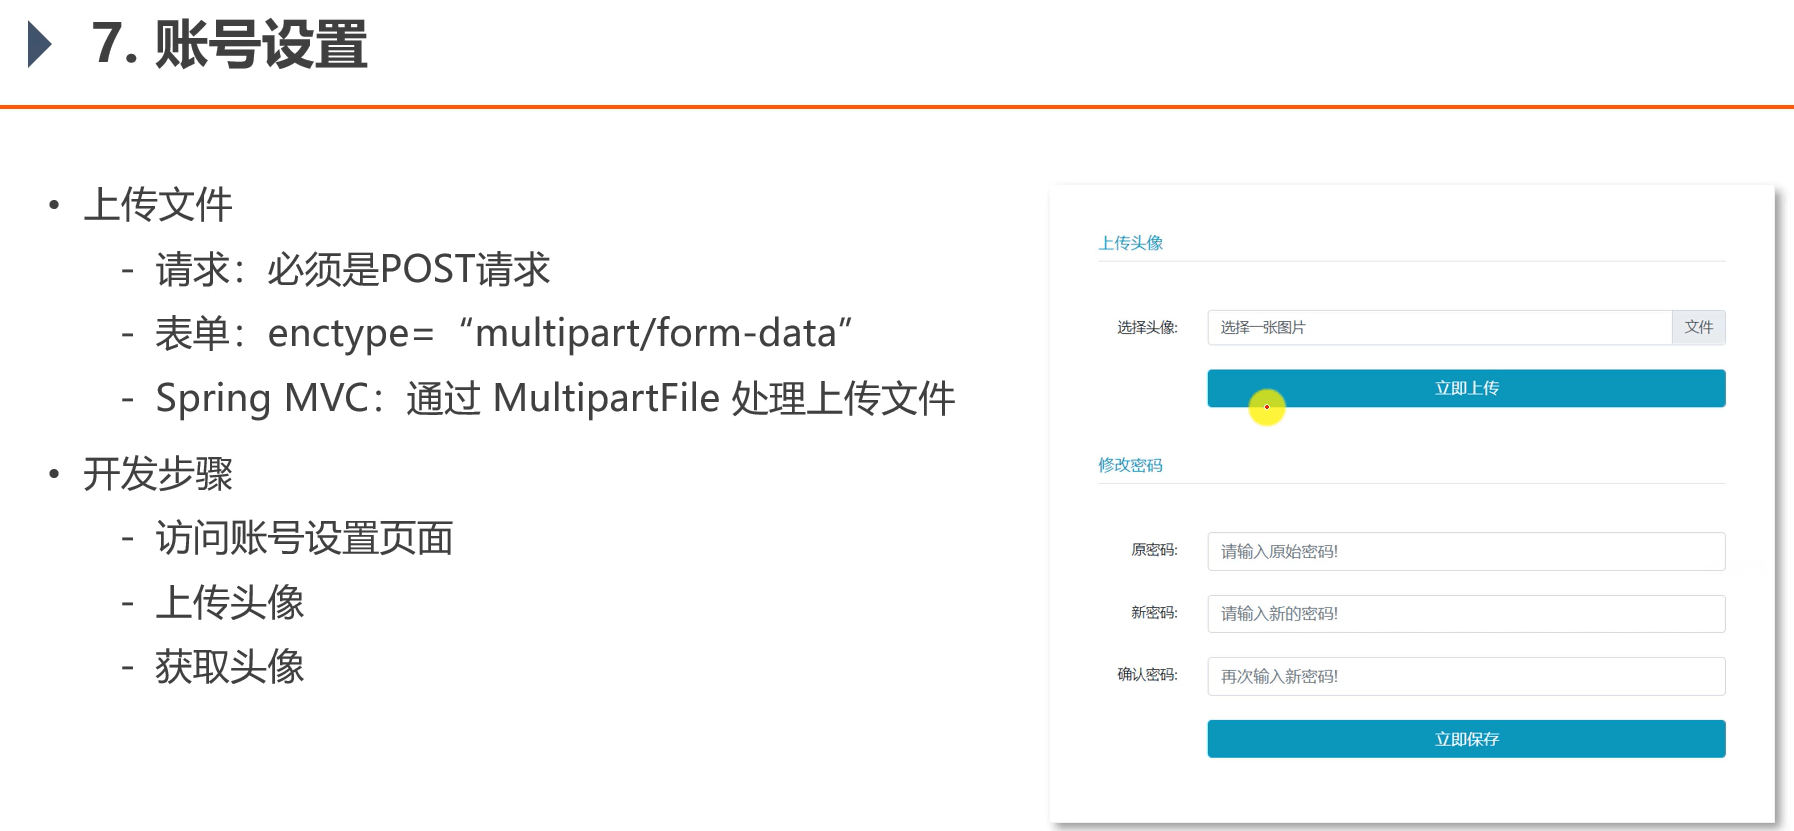 7. 账号设置
• 上传文件
- 请求：必须是POST请求
- 表单：enctype=“multipart/form-data”
- Spring MVC：通过 MultipartFile 处理上传文件
• 开发步骤
- 访问账号设置页面
- 上传头像
- 获取头像
上传头像
选择头像: 选择一张图片 文件
立即上传
修改密码
原密码: 请输入原始密码!
新密码: 请输入新的密码!
确认密码: 再次输入新密码!
立即保存